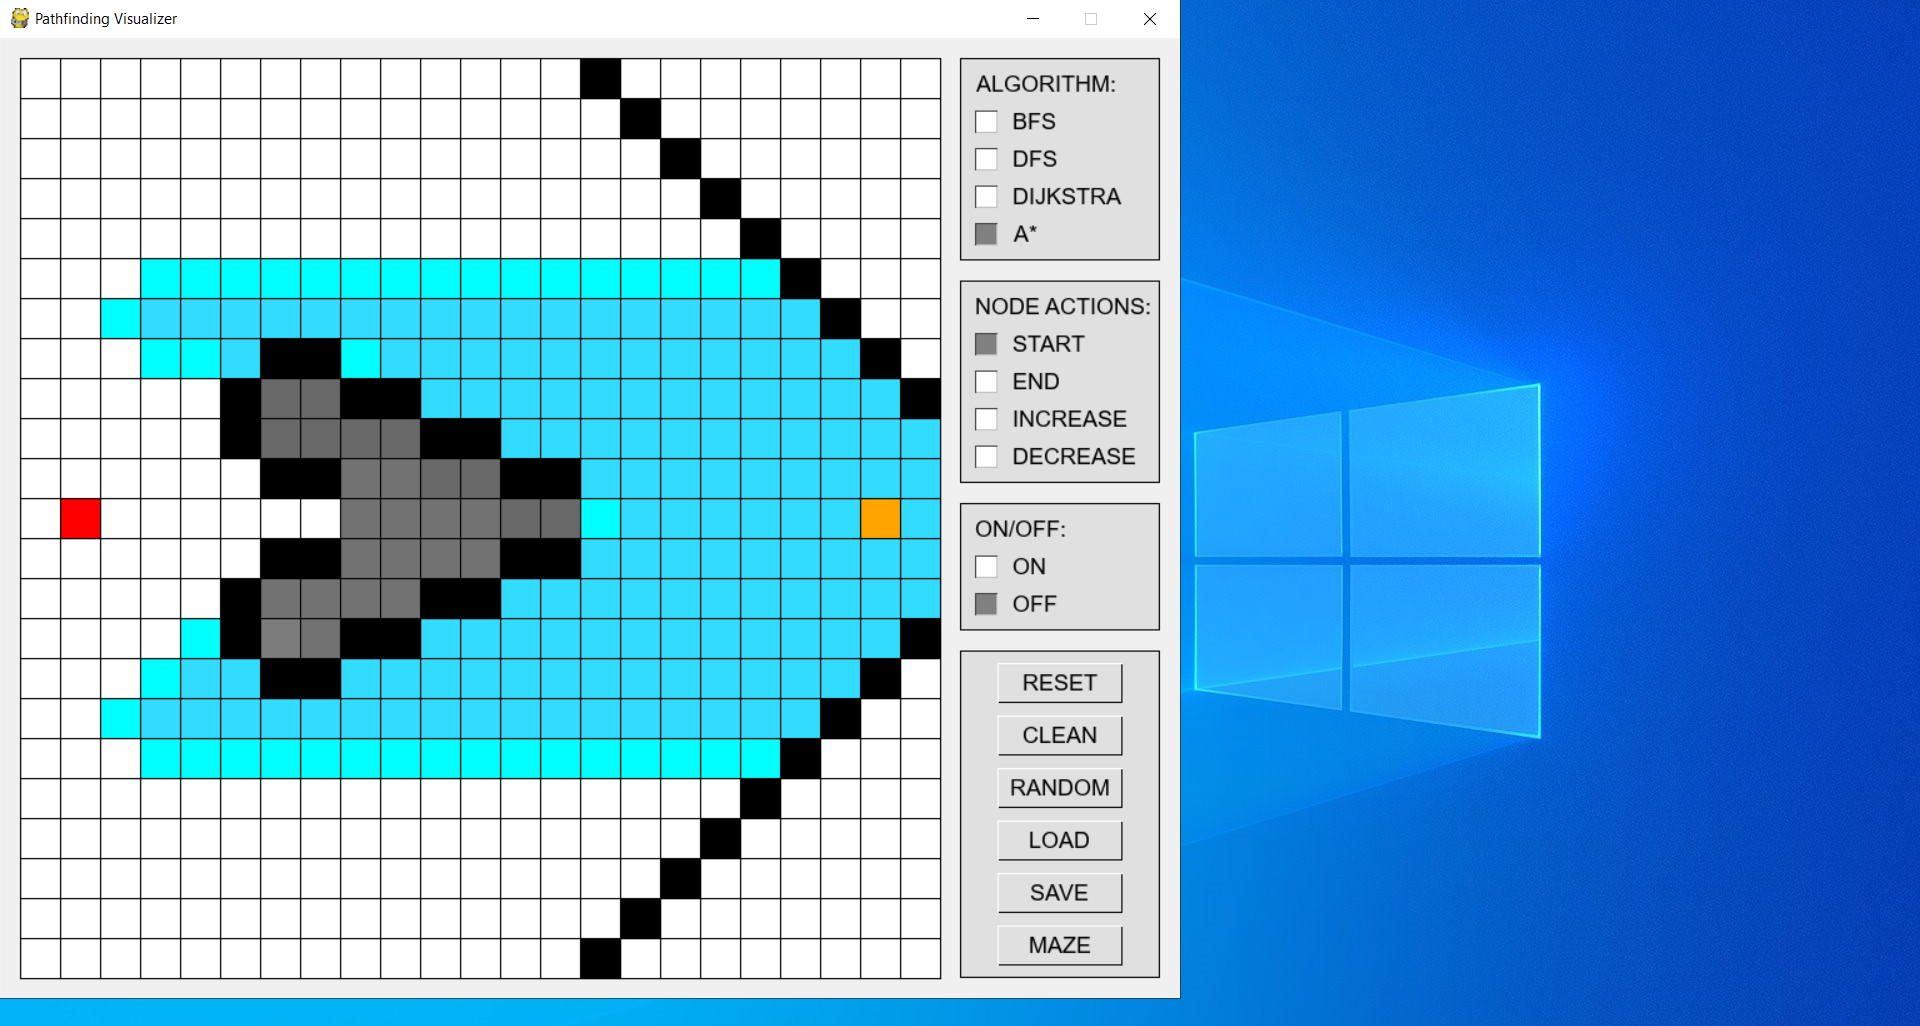 Pathfinding Visualizer
ALGORITHM:
BFS
DFS
DIJKSTRA
A*
NODE ACTIONS:
START
END
INCREASE
DECREASE
ON/OFF:
ON
OFF
RESET
CLEAN
RANDOM
LOAD
SAVE
MAZE